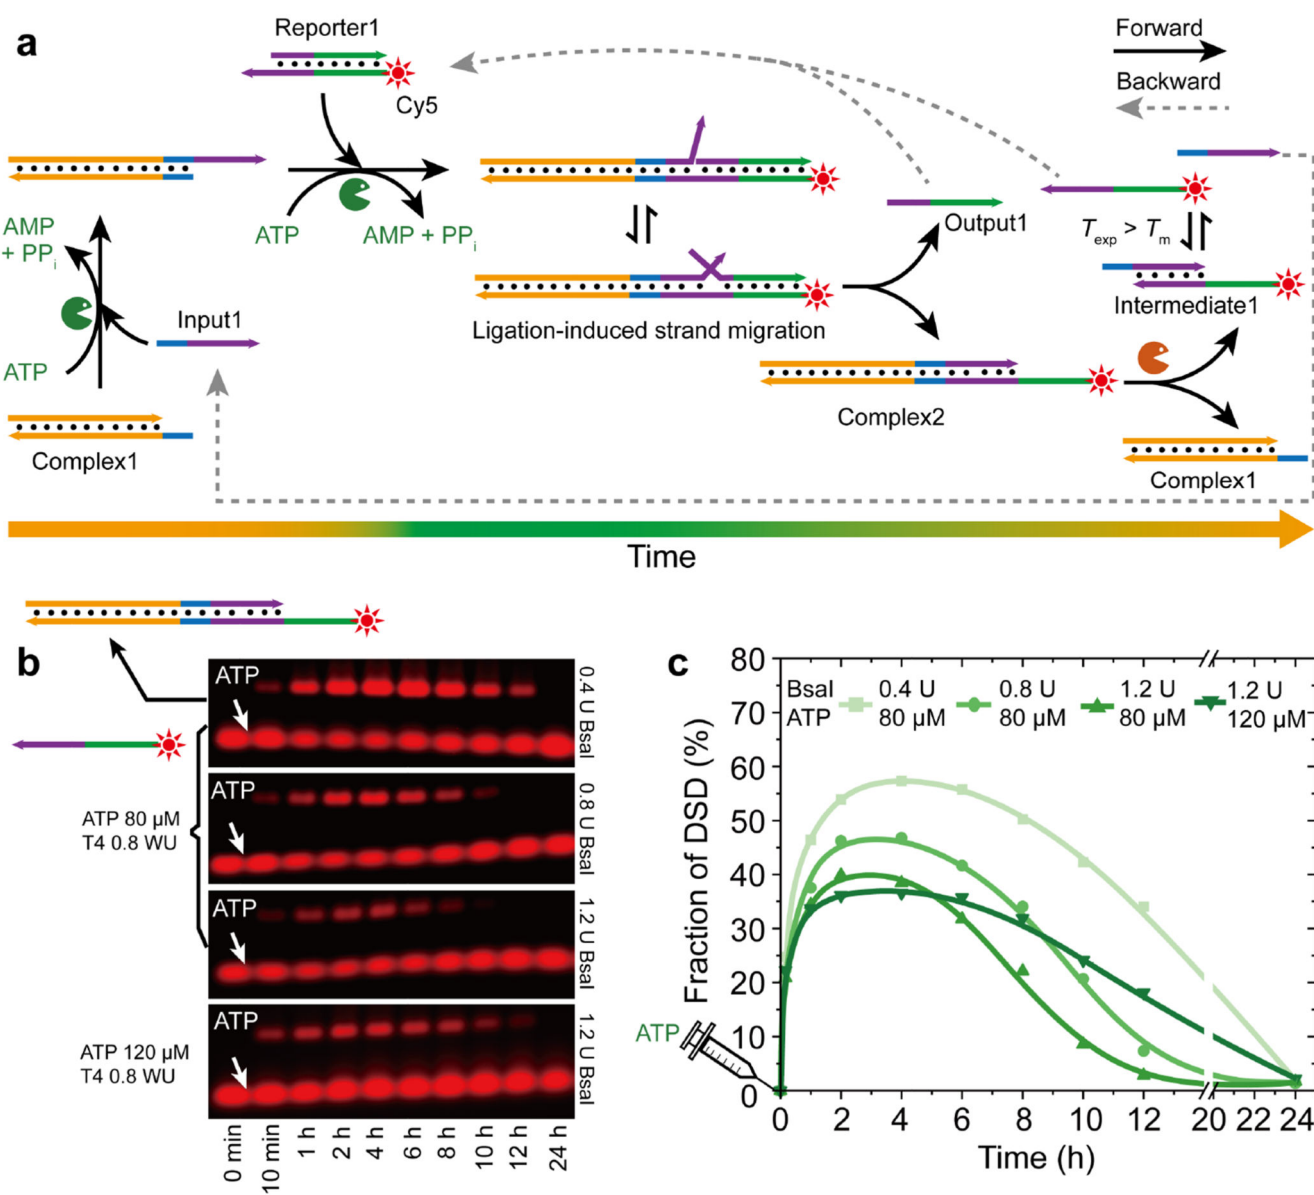 a
Reporter1
Cy5
Forward
Backward
AMP
+ PPi
ATP
AMP + PPi
Output1
Texp > Tm
Input1
Ligation-induced strand migration
Intermediate1
ATP
Complex2
Complex1
Complex1
Time
b
ATP
0.4 U BsaI
ATP
0.8 U BsaI
ATP 80 μM
T4 0.8 WU
ATP
1.2 U BsaI
ATP
1.2 U BsaI
ATP 120 μM
T4 0.8 WU
0 min
10 min
1 h
2 h
4 h
6 h
8 h
10 h
12 h
24 h
c
BsaI 0.4 U 0.8 U 1.2 U 1.2 U
ATP 80 μM 80 μM 80 μM 120 μM
Fraction of DSD (%)
80
70
60
50
40
30
20
10
0
ATP
0 2 4 6 8 10 12 20 22 24
Time (h)